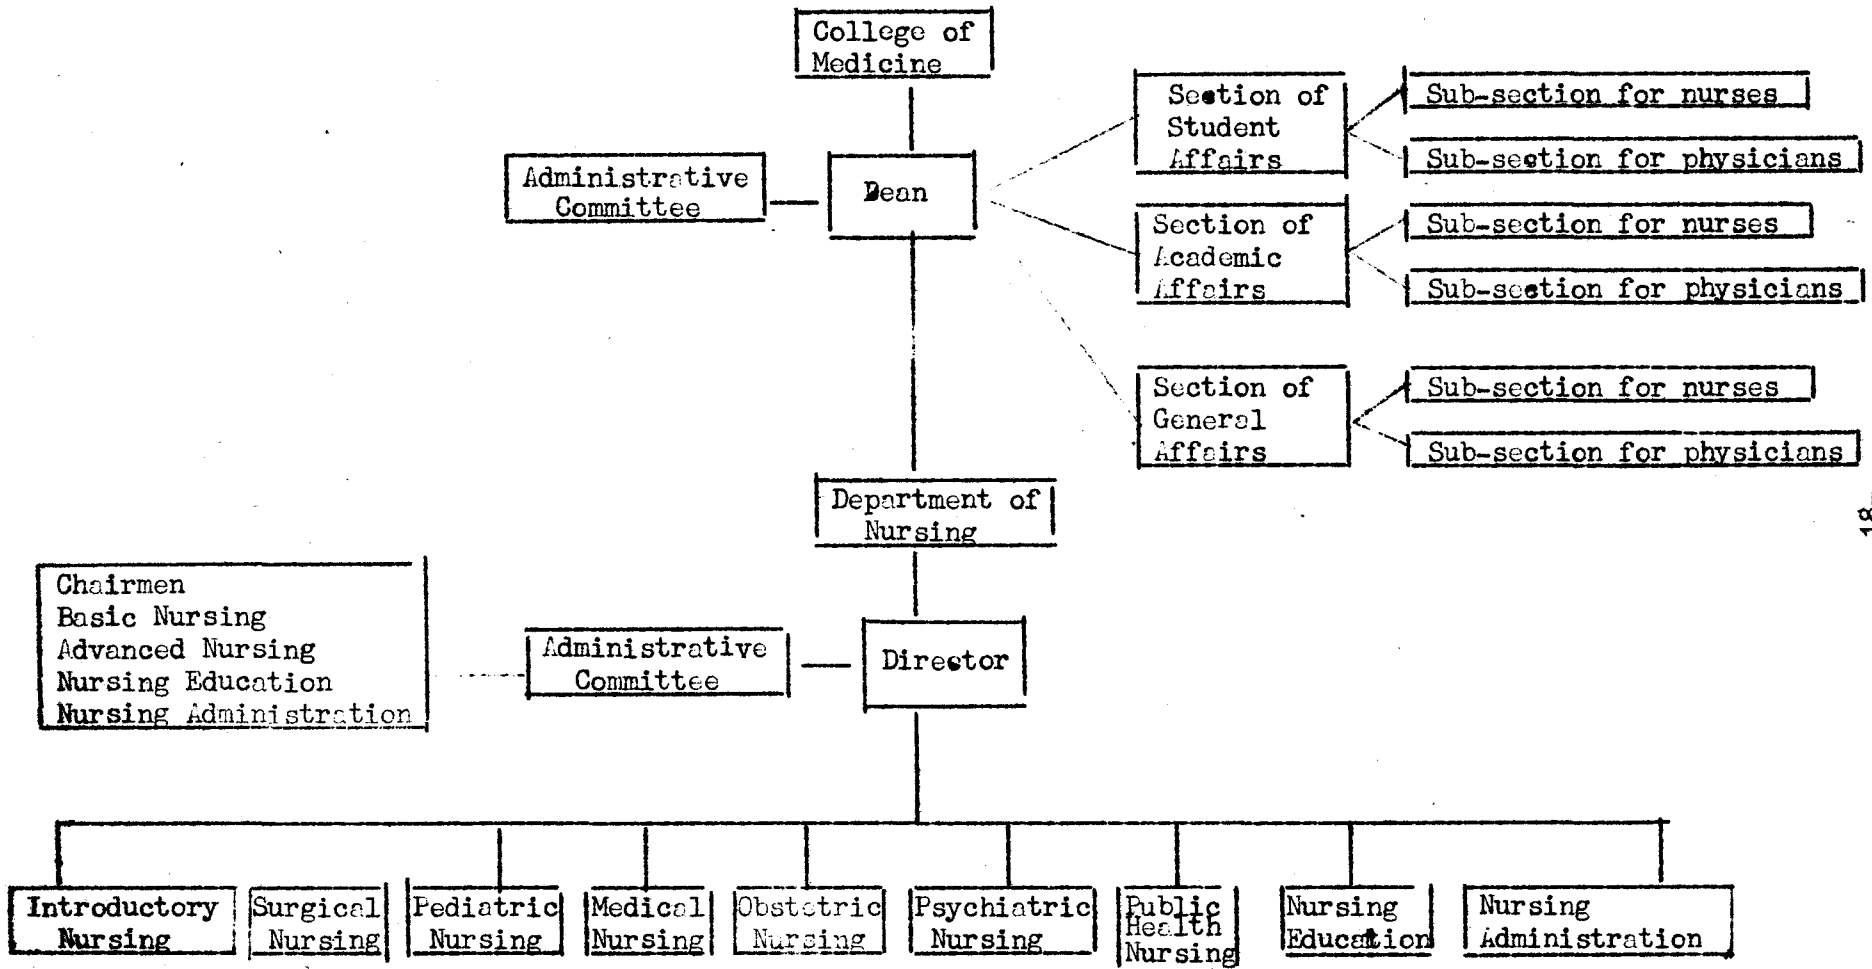 College of
Medicine
Administrative
Committee
Dean
Section of
Student
Affairs
Sub-section for nurses
Sub-section for physicians
Section of
Academic
Affairs
Sub-section for nurses
Sub-section for physicians
Section of
General
Affairs
Sub-section for nurses
Sub-section for physicians
18
Department of
Nursing
Chairmen
Basic Nursing
Advanced Nursing
Nursing Education
Nursing Administration
Administrative
Committee
Director
Introductory
Nursing
Surgical
Nursing
Pediatric
Nursing
Medical
Nursing
Obstetric
Nursing
Psychiatric
Nursing
Public
Health
Nursing
Nursing
Education
Nursing
Administration